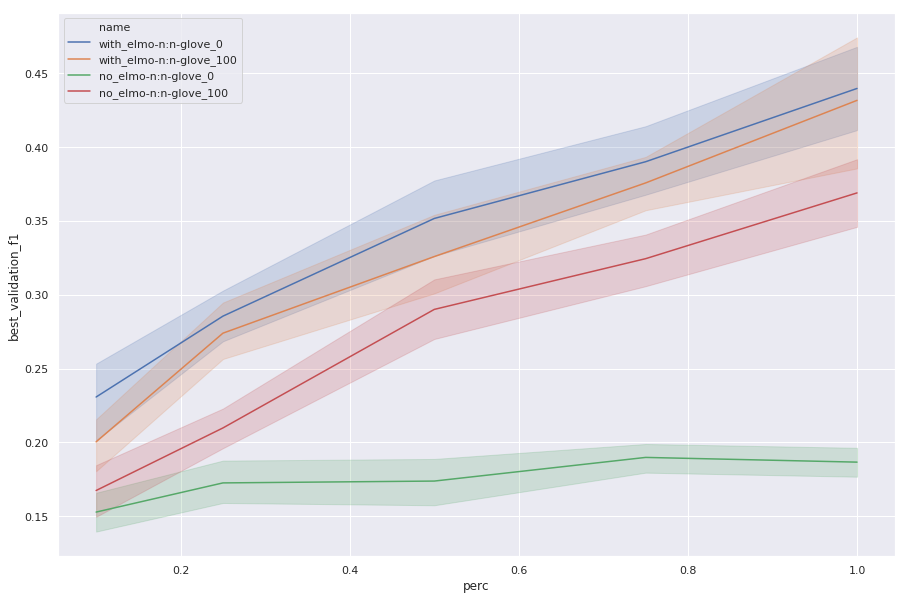 name
with_elmo-n:n-glove_0
with_elmo-n:n-glove_100
no_elmo-n:n-glove_0
no_elmo-n:n-glove_100
0.45
0.40
0.35
0.30
0.25
0.20
0.15
best_validation_f1
0.2 0.4 0.6 0.8 1.0
perc